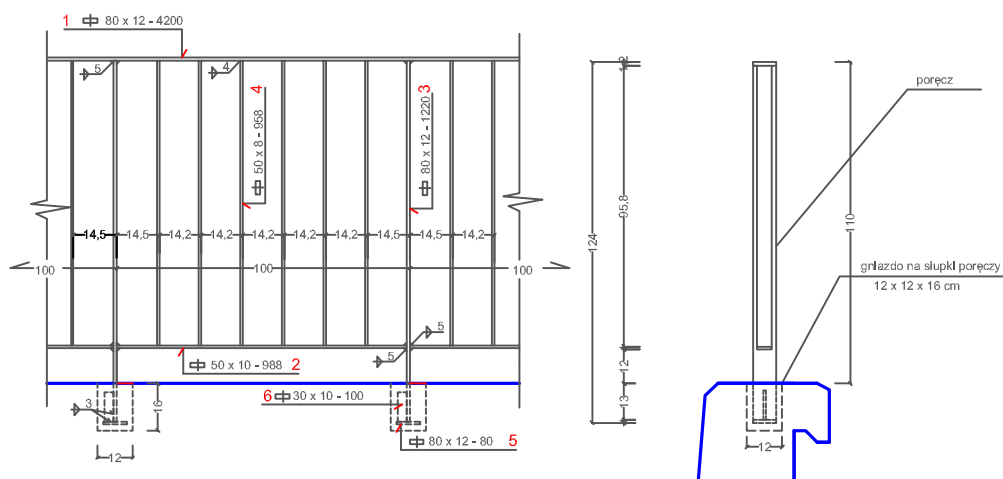 1 80 x 12 - 4200
5
4
4
50 x 8 - 958
3
80 x 12 - 1220
14,5 14,5 14,2 14,2 14,2 14,2 14,2 14,5 14,5 14,2
100 100 100
5
5
50 x 10 - 988 2
3
16
12
6 30 x 10 - 100
80 x 12 - 80 5
124
95,8
12
13
poręcz
110
gniazdo na słupki poręczy
12 x 12 x 16 cm
12